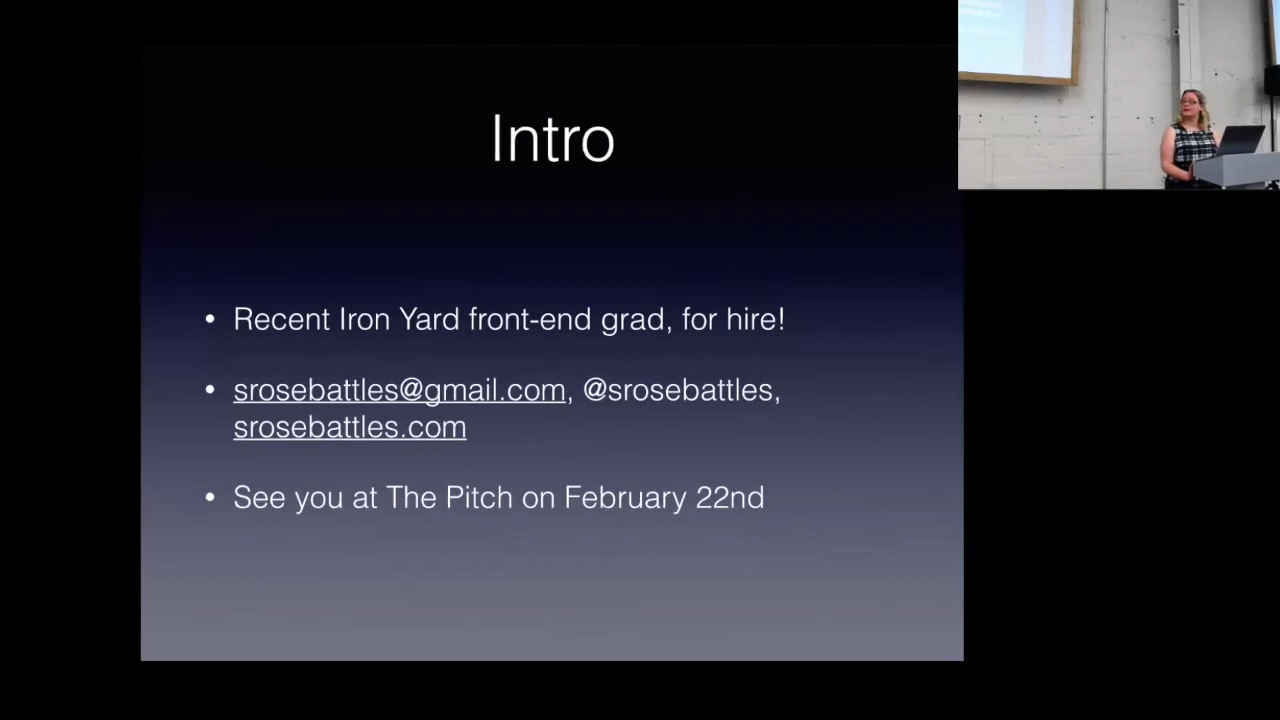 Intro
• Recent Iron Yard front-end grad, for hire!
• srosebattles@gmail.com, @srosebattles,
srosebattles.com
• See you at The Pitch on February 22nd